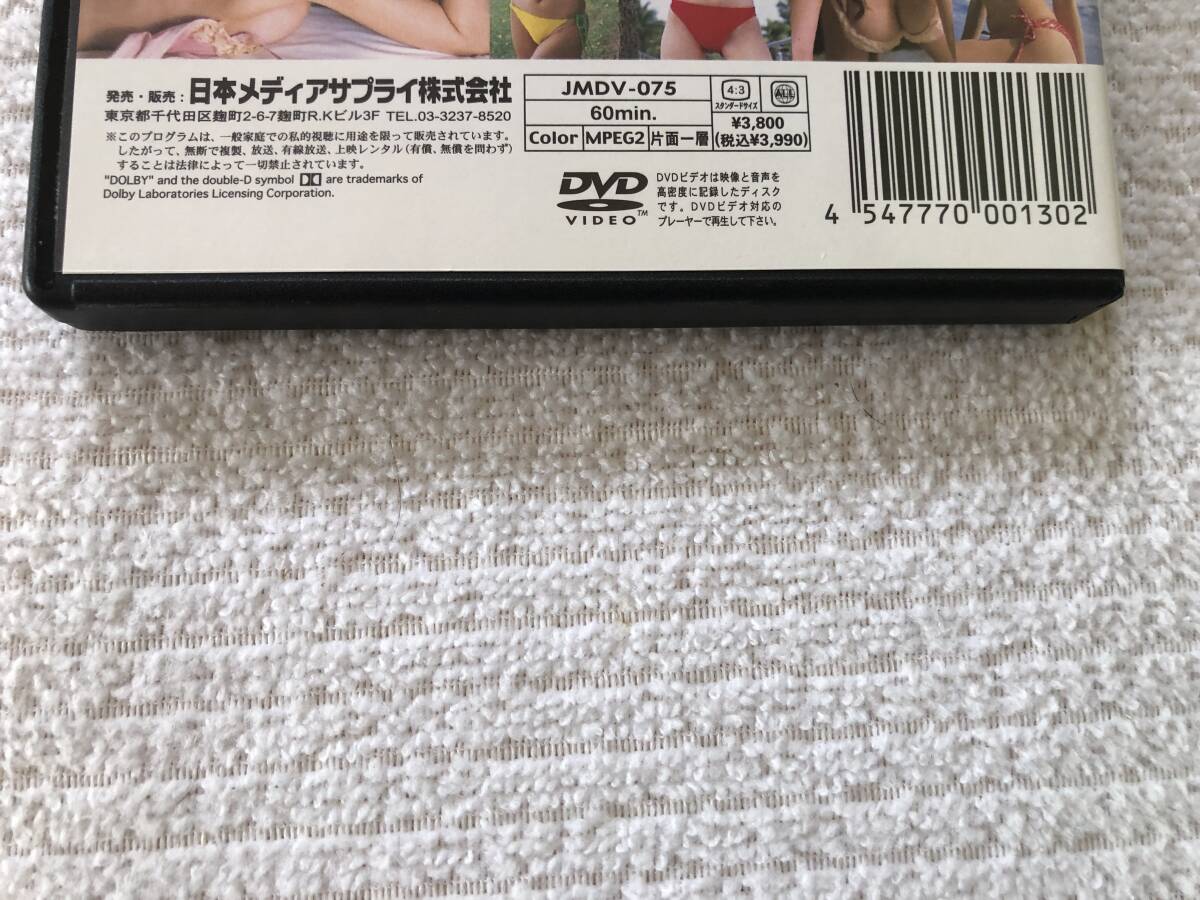 発売・販売：日本メディアサプライ株式会社
東京都千代田区麹町2-6-7麹町R.Kビル3F TEL.03-3237-8520
※このプログラムは、一般家庭での私的視聴に用途を限って販売されています。
したがって、無断で複製、放送、有線放送、上映レンタル(有償、無償を問わず)
することは法律によって一切禁止されています。
"DOLBY" and the double-D symbol are trademarks of
Dolby Laboratories Licensing Corporation.
JMDV-075
60min.
Color MPEG2 片面一層
4:3
スタンダードサイズ
ALL
¥3,800
(税込¥3,990)
DVD
VIDEO™
DVDビデオは映像と音声を
高密度に記録したディスク
です。DVDビデオ対応の
プレーヤーで再生して下さい。
4 547770 001302